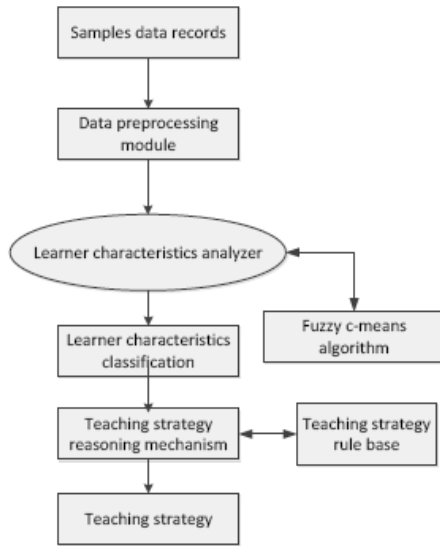 Samples data records
Data preprocessing
module
Learner characteristics analyzer
Fuzzy c-means
algorithm
Learner characteristics
classification
Teaching strategy
reasoning mechanism
Teaching strategy
rule base
Teaching strategy